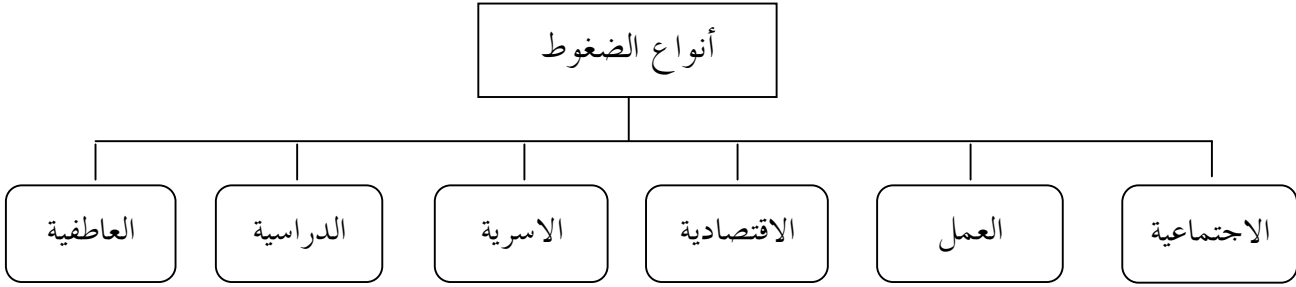 أنواع الضغوط
الاجتماعية
العمل
الاقتصادية
الاسرية
الدراسية
العاطفية